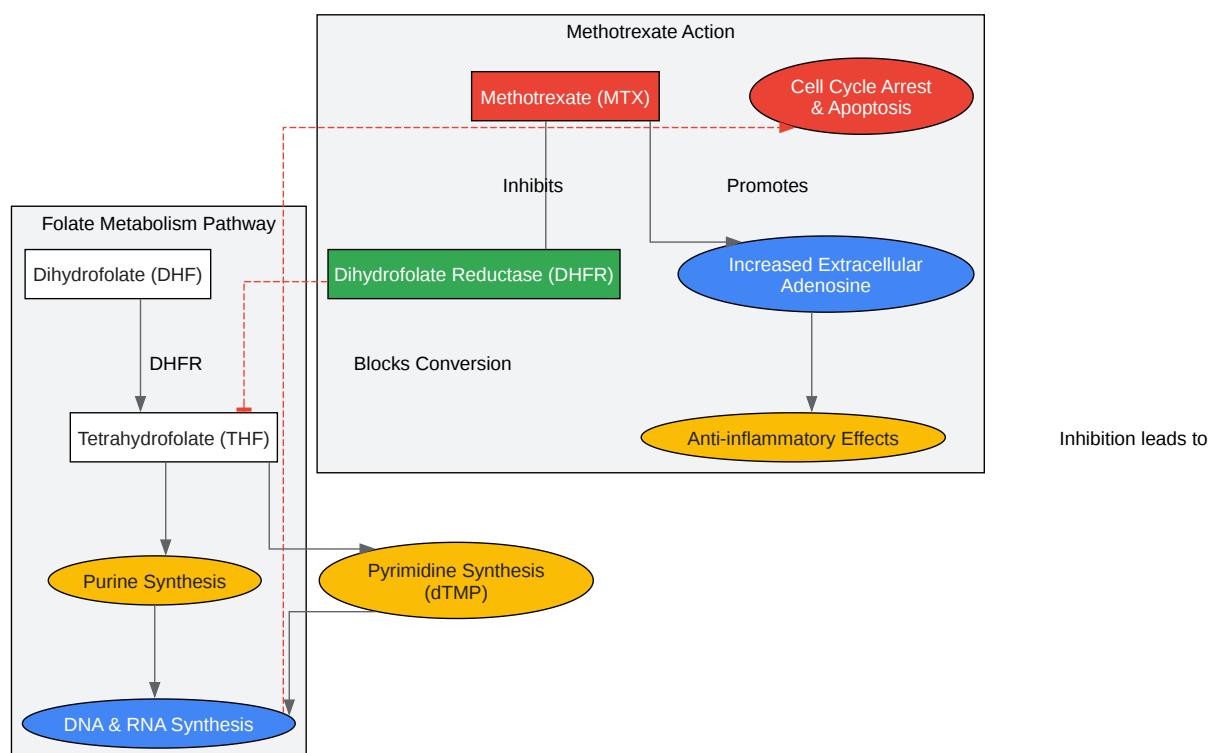 Methotrexate Action
Methotrexate (MTX)
Cell Cycle Arrest
& Apoptosis
Inhibits
Promotes
Folate Metabolism Pathway
Dihydrofolate (DHF)
Dihydrofolate Reductase (DHFR)
Increased Extracellular
Adenosine
DHFR
Blocks Conversion
Tetrahydrofolate (THF)
Anti-inflammatory Effects
Inhibition leads to
Purine Synthesis
Pyrimidine Synthesis
(dTMP)
DNA & RNA Synthesis